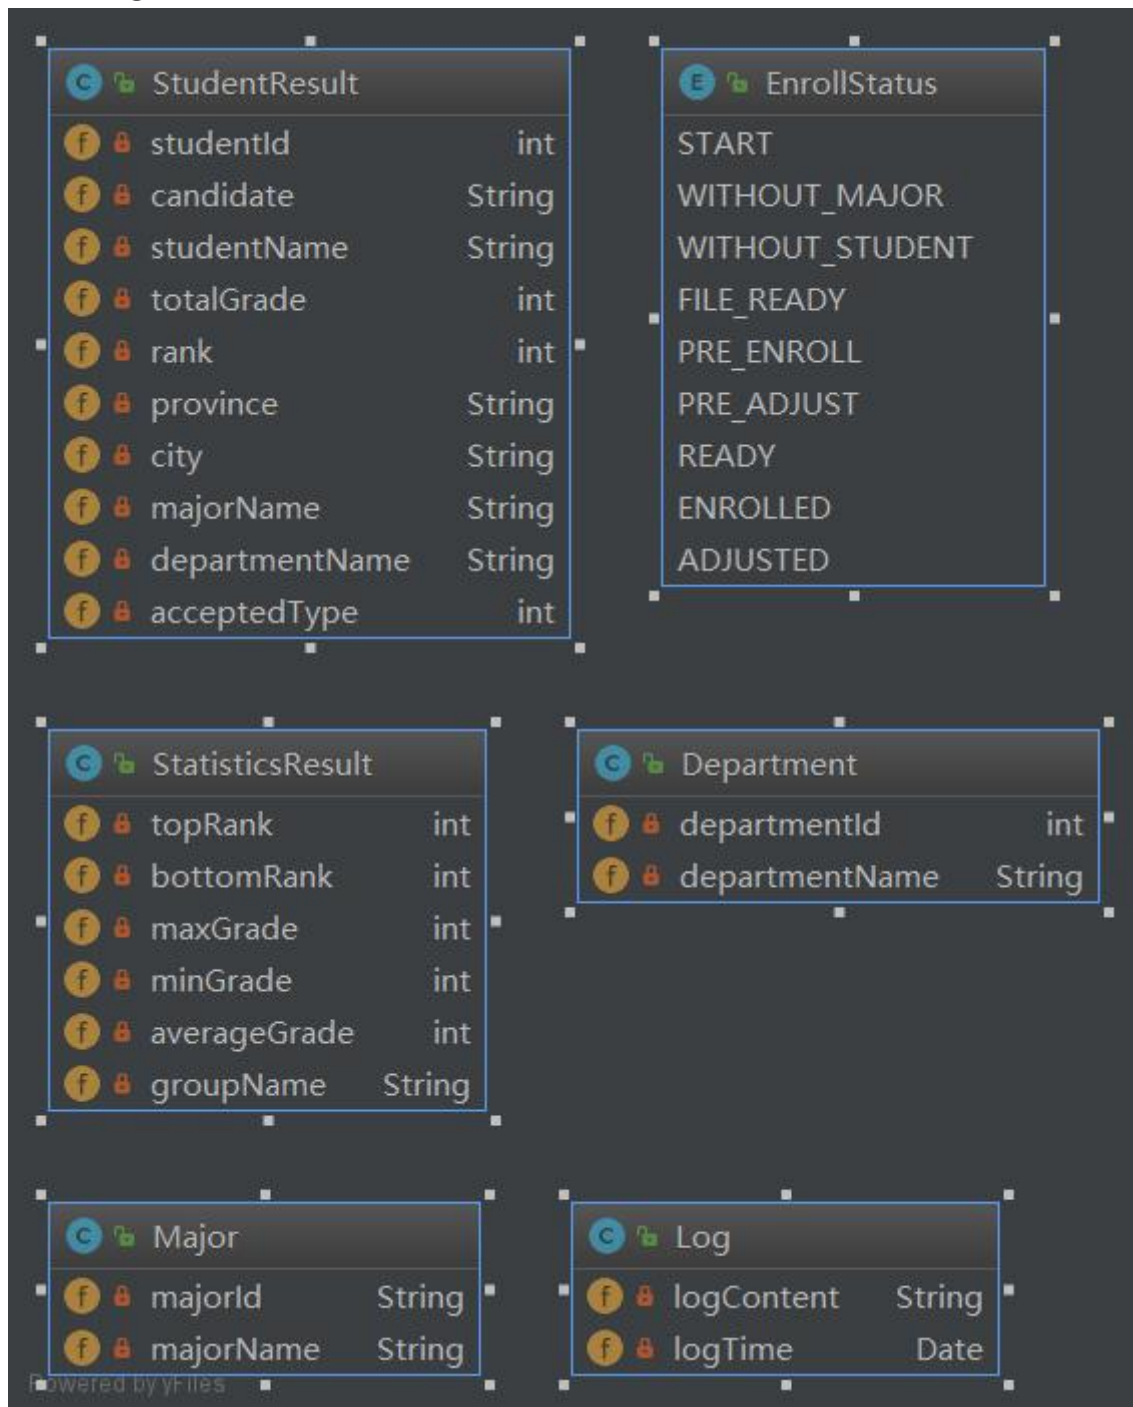 StudentResult
studentId int
candidate String
studentName String
totalGrade int
rank int
province String
city String
majorName String
departmentName String
acceptedType int
EnrollStatus
START
WITHOUT_MAJOR
WITHOUT_STUDENT
FILE_READY
PRE_ENROLL
PRE_ADJUST
READY
ENROLLED
ADJUSTED
StatisticsResult
topRank int
bottomRank int
maxGrade int
minGrade int
averageGrade int
groupName String
Department
departmentId int
departmentName String
Major
majorId String
majorName String
Log
logContent String
logTime Date
Powered by yFiles